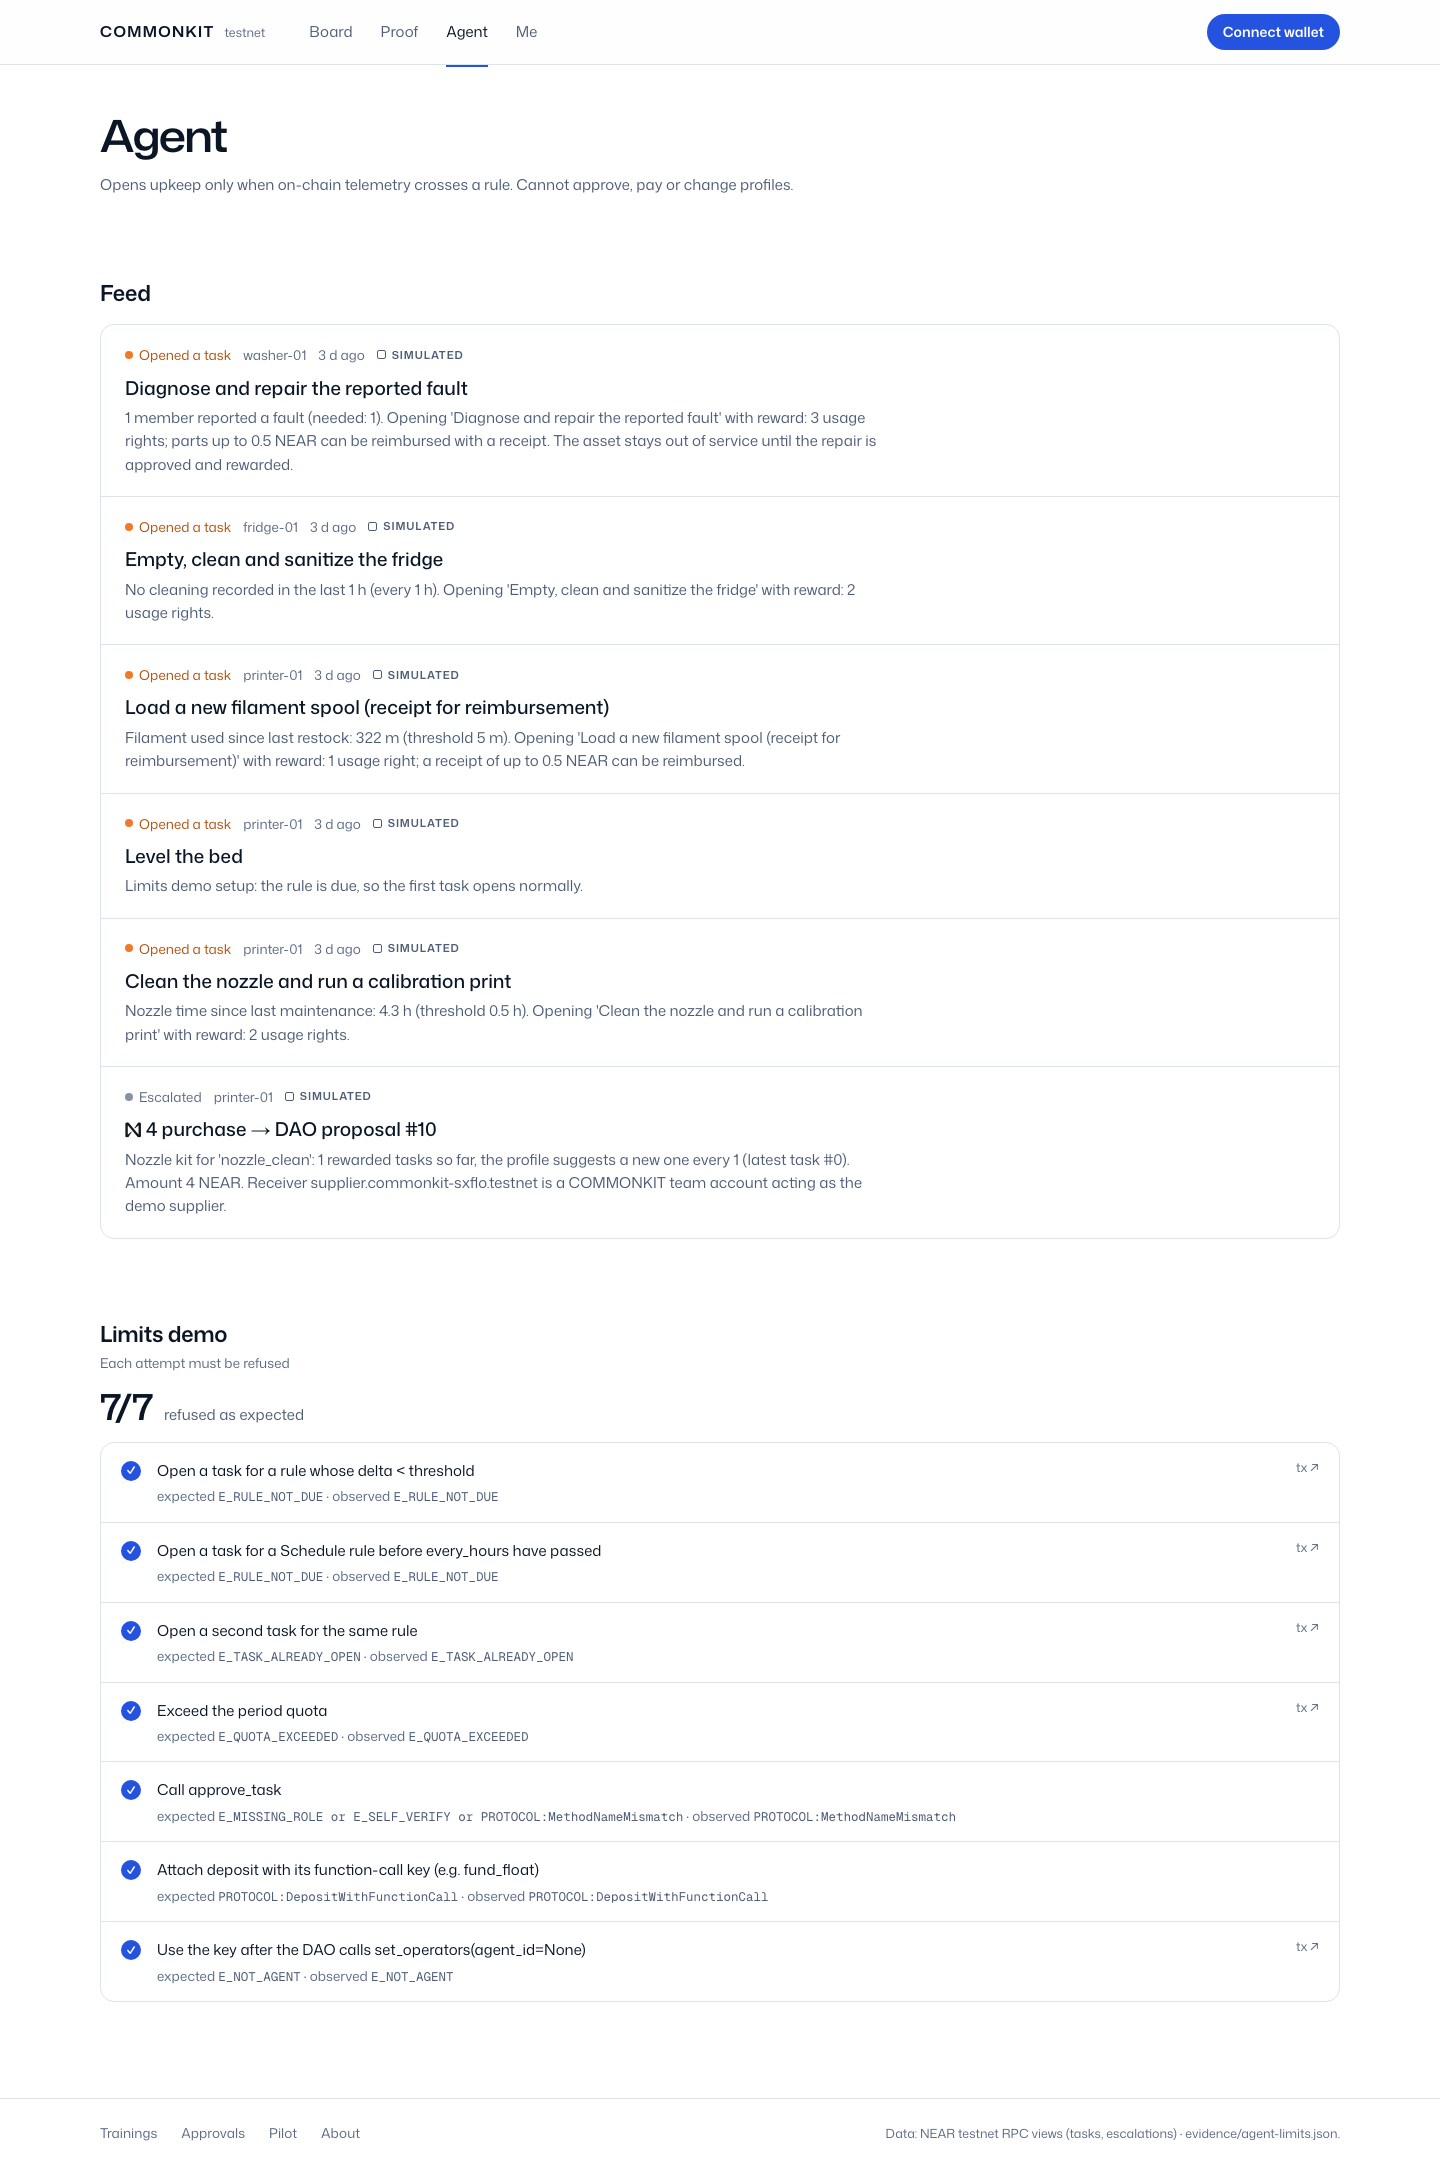 COMMONKIT testnet Board Proof Agent Me Connect wallet
Agent
Opens upkeep only when on-chain telemetry crosses a rule. Cannot approve, pay or change profiles.
Feed
Opened a task washer-01 3 d ago SIMULATED
Diagnose and repair the reported fault
1 member reported a fault (needed: 1). Opening 'Diagnose and repair the reported fault' with reward: 3 usage
rights; parts up to 0.5 NEAR can be reimbursed with a receipt. The asset stays out of service until the repair is
approved and rewarded.
Opened a task fridge-01 3 d ago SIMULATED
Empty, clean and sanitize the fridge
No cleaning recorded in the last 1 h (every 1 h). Opening 'Empty, clean and sanitize the fridge' with reward: 2
usage rights.
Opened a task printer-01 3 d ago SIMULATED
Load a new filament spool (receipt for reimbursement)
Filament used since last restock: 322 m (threshold 5 m). Opening 'Load a new filament spool (receipt for
reimbursement)' with reward: 1 usage right; a receipt of up to 0.5 NEAR can be reimbursed.
Opened a task printer-01 3 d ago SIMULATED
Level the bed
Limits demo setup: the rule is due, so the first task opens normally.
Opened a task printer-01 3 d ago SIMULATED
Clean the nozzle and run a calibration print
Nozzle time since last maintenance: 4.3 h (threshold 0.5 h). Opening 'Clean the nozzle and run a calibration
print' with reward: 2 usage rights.
Escalated printer-01 SIMULATED
4 purchase → DAO proposal #10
Nozzle kit for 'nozzle_clean': 1 rewarded tasks so far, the profile suggests a new one every 1 (latest task #0).
Amount 4 NEAR. Receiver supplier.commonkit-sxflo.testnet is a COMMONKIT team account acting as the
demo supplier.
Limits demo
Each attempt must be refused
7/7 refused as expected
Open a task for a rule whose delta < threshold tx ↗
expected E_RULE_NOT_DUE · observed E_RULE_NOT_DUE
Open a task for a Schedule rule before every_hours have passed tx ↗
expected E_RULE_NOT_DUE · observed E_RULE_NOT_DUE
Open a second task for the same rule tx ↗
expected E_TASK_ALREADY_OPEN · observed E_TASK_ALREADY_OPEN
Exceed the period quota tx ↗
expected E_QUOTA_EXCEEDED · observed E_QUOTA_EXCEEDED
Call approve_task
expected E_MISSING_ROLE or E_SELF_VERIFY or PROTOCOL:MethodNameMismatch · observed PROTOCOL:MethodNameMismatch
Attach deposit with its function-call key (e.g. fund_float)
expected PROTOCOL:DepositWithFunctionCall · observed PROTOCOL:DepositWithFunctionCall
Use the key after the DAO calls set_operators(agent_id=None) tx ↗
expected E_NOT_AGENT · observed E_NOT_AGENT
Trainings Approvals Pilot About Data: NEAR testnet RPC views (tasks, escalations) · evidence/agent-limits.json.